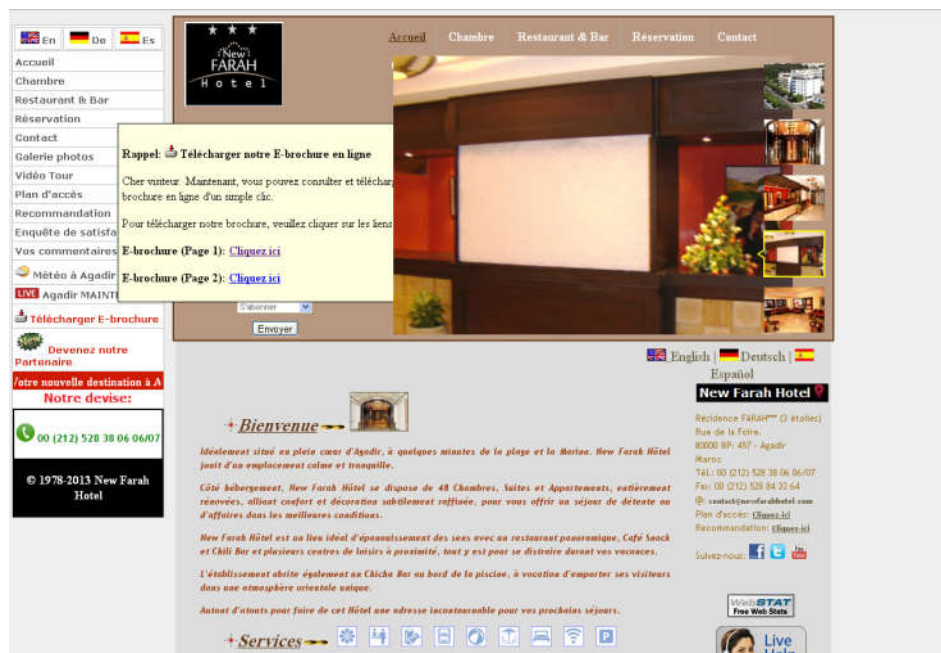 En De Es
Accueil
Chambre
Restaurant & Bar
Réservation
Contact
Galerie photos
Vidéo Tour
Plan d'accès
Recommandation
Enquête de satisfa
Vos commentaires
Météo à Agadir
LIVE Agadir MAINTI
Télécharger E-brochure
New
Devenez notre
Partenaire
Votre nouvelle destination à A
Notre devise:
00 (212) 528 38 06 06/07
© 1978-2013 New Farah
Hotel
New
FARAH
Hotel
Accueil Chambre Restaurant & Bar Réservation Contact
Rappel: Télécharger notre E-brochure en ligne
Cher visiteur. Maintenant, vous pouvez consulter et téléchar
brochure en ligne d'un simple clic.
Pour télécharger notre brochure, veuillez cliquer sur les liens
E-brochure (Page 1): Cliquez ici
E-brochure (Page 2): Cliquez ici
S'abonner
Envoyer
English | Deutsch |
Español
Bienvenue
Idéalement situé en plein cœur d'Agadir, à quelques minutes de la plage et la Marina. New Farah Hôtel
jouit d'un emplacement calme et tranquille.
Côté hébergement, New Farah Hôtel se dispose de 48 Chambres, Suites et Appartements, entièrement
rénovées, alliant confort et décoration subtilement raffinée, pour vous offrir un séjour de détente ou
d'affaires dans les meilleures conditions.
New Farah Hôtel est un lieu idéal d'épanouissement des sens avec un restaurant panoramique, Café Snack
et Chili Bar et plusieurs centres de loisirs à proximité, tout y est pour se distraire durant vos vacances.
L'établissement abrite également un Chicha Bar au bord de la piscine, à vocation d'emporter ses visiteurs
dans une atmosphère orientale unique.
Autant d'atouts pour faire de cet Hôtel une adresse incontournable pour vos prochains séjours.
Services
New Farah Hotel
Résidence FARAH*** (3 étoiles)
Rue de la Foire.
80000 BP: 457 - Agadir
Maroc
Tél.: 00 (212) 528 38 06 06/07
Fax: 00 (212) 528 84 33 64
@: contact@newfarahhotel.com
Plan d'accès: Cliquez-ici
Recommandation: Cliquez-ici
Suivez-nous:
WebSTAT
Free Web Stats
Live
Help